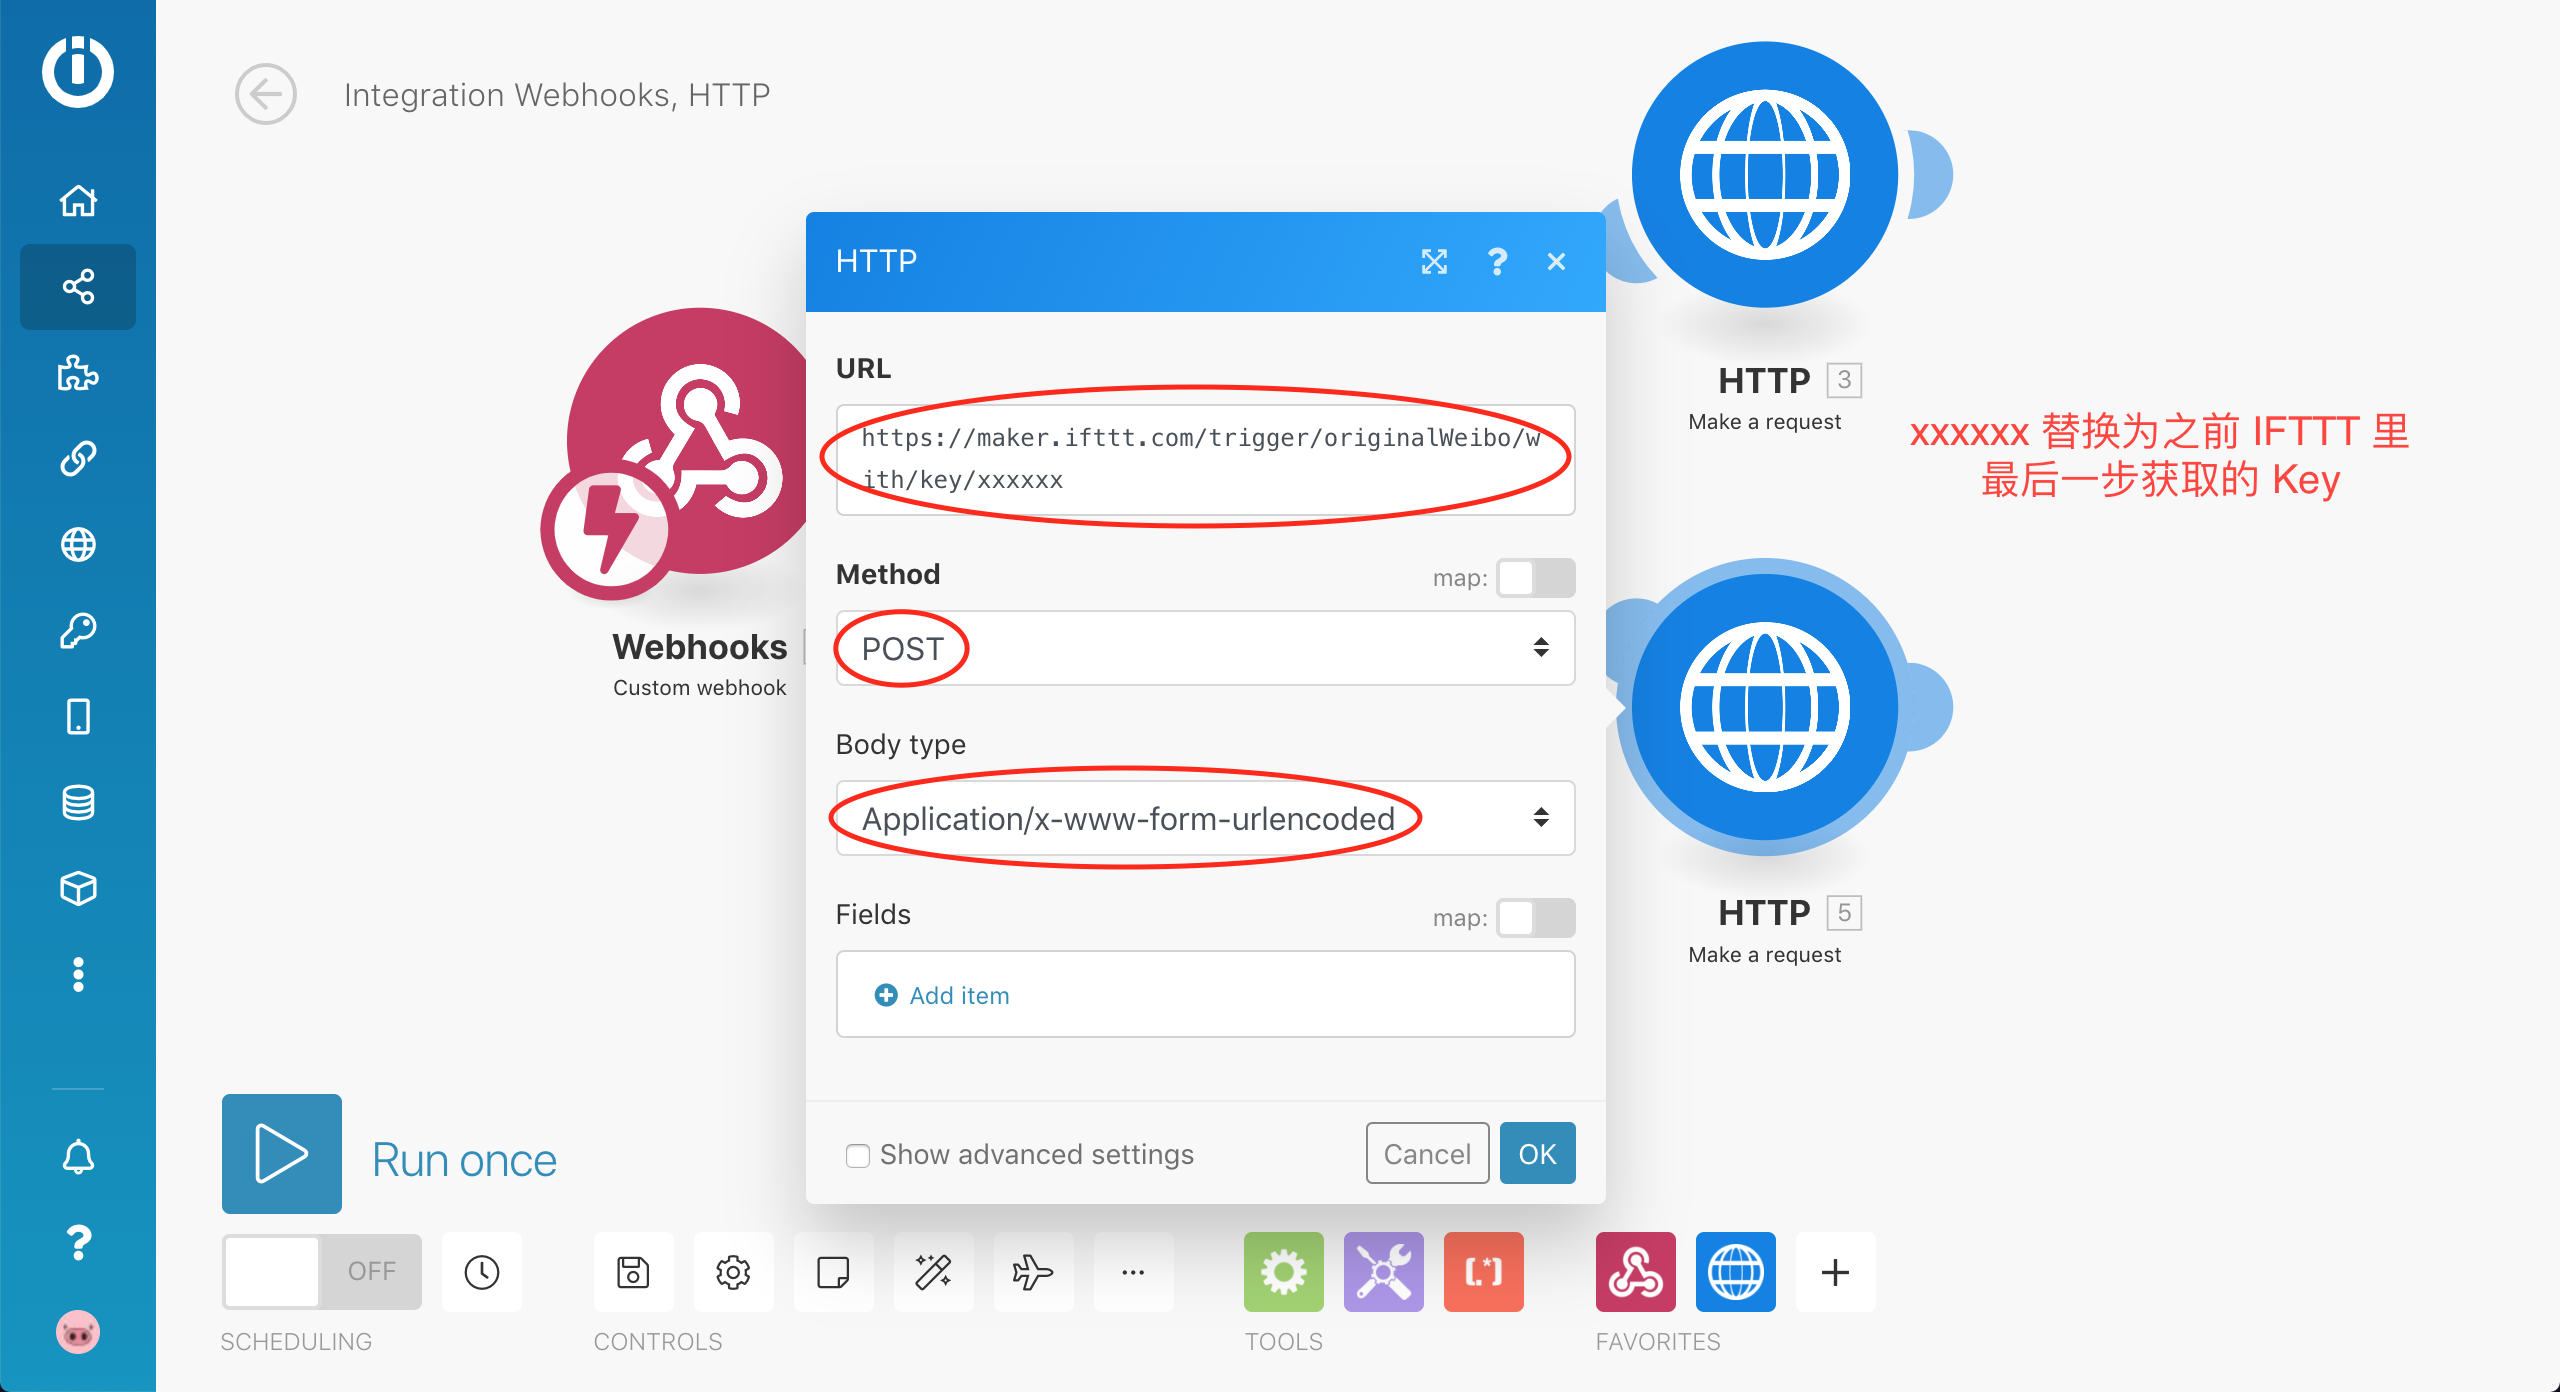 Integration Webhooks, HTTP
HTTP
URL
https://maker.ifttt.com/trigger/originalWeibo/w
ith/key/xxxxxx
Method
map:
POST
Body type
Application/x-www-form-urlencoded
Fields
map:
Add item
Show advanced settings
Cancel
OK
Webhooks
Custom webhook
HTTP 3
Make a request
xxxxxx 替换为之前 IFTTT 里
最后一步获取的 Key
HTTP 5
Make a request
Run once
OFF
SCHEDULING
CONTROLS
TOOLS
FAVORITES